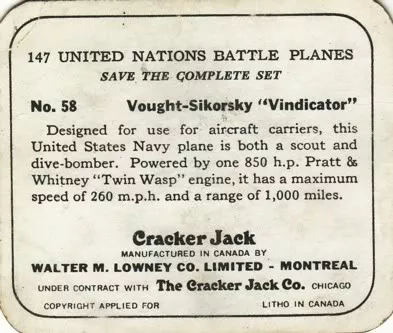 147 UNITED NATIONS BATTLE PLANES
SAVE THE COMPLETE SET
No. 58 Vought-Sikorsky "Vindicator"
Designed for use for aircraft carriers, this
United States Navy plane is both a scout and
dive-bomber. Powered by one 850 h.p. Pratt &
Whitney "Twin Wasp" engine, it has a maximum
speed of 260 m.p.h. and a range of 1,000 miles.
Cracker Jack
MANUFACTURED IN CANADA BY
WALTER M. LOWNEY CO. LIMITED - MONTREAL
UNDER CONTRACT WITH The Cracker Jack Co. CHICAGO
COPYRIGHT APPLIED FOR LITHO IN CANADA